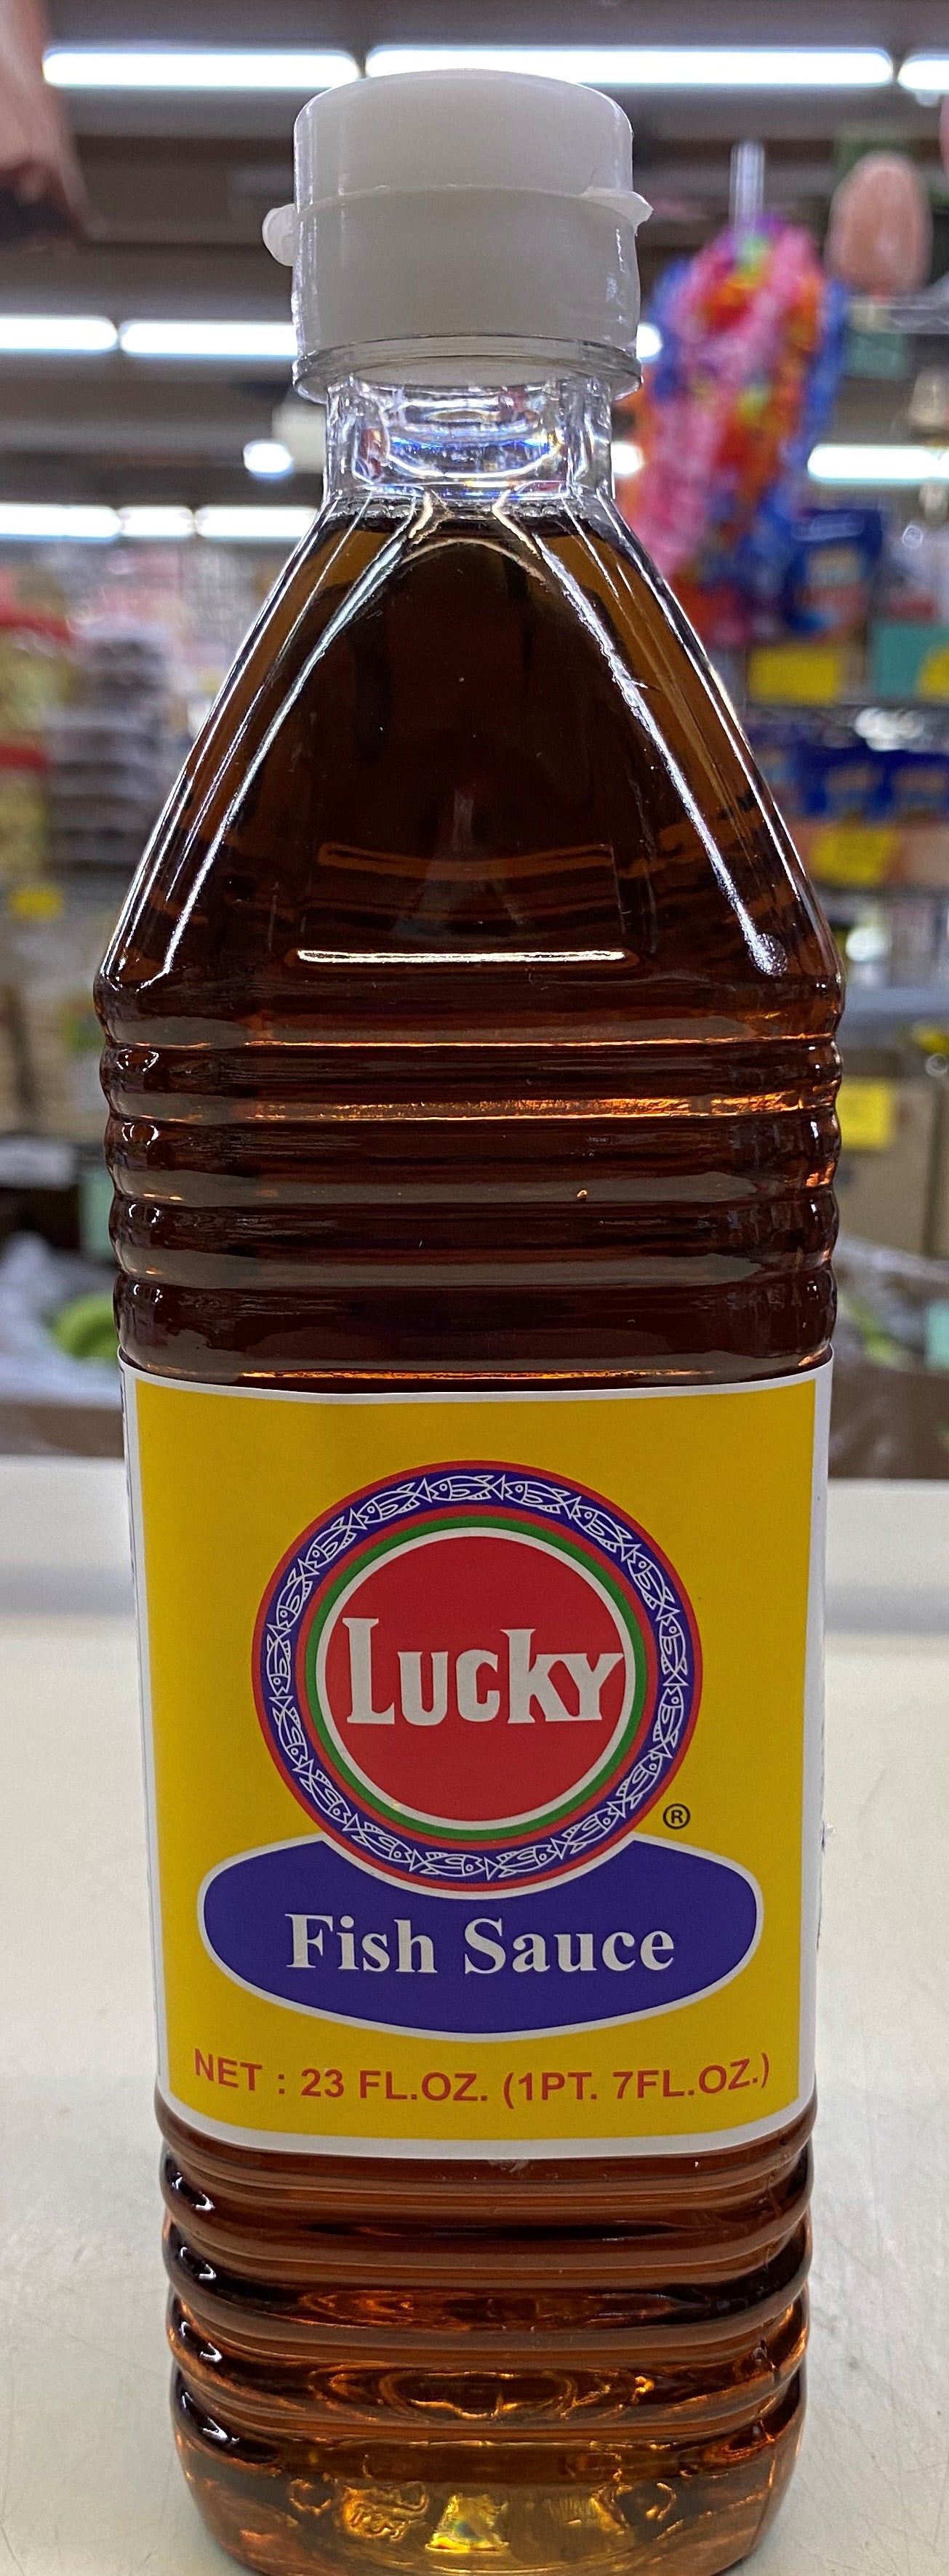 Lucky
®
Fish Sauce
NET : 23 FL.OZ. (1PT. 7FL.OZ.)